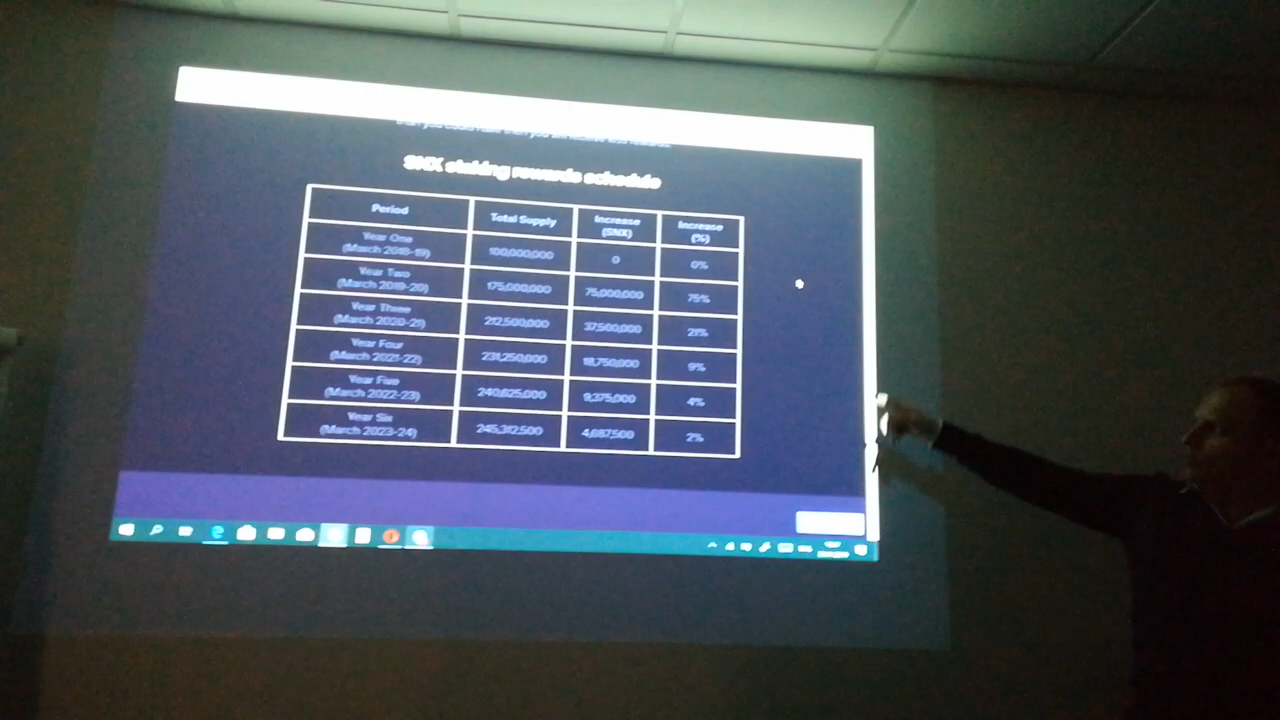 SNX staking rewards schedule
Period Total Supply Increase (SNX) Increase (%)
Year One (March 2018-19) 100,000,000 0 0%
Year Two (March 2019-20) 175,000,000 75,000,000 75%
Year Three (March 2020-21) 212,500,000 37,500,000 21%
Year Four (March 2021-22) 231,250,000 18,750,000 9%
Year Five (March 2022-23) 240,625,000 9,375,000 4%
Year Six (March 2023-24) 245,312,500 4,687,500 2%